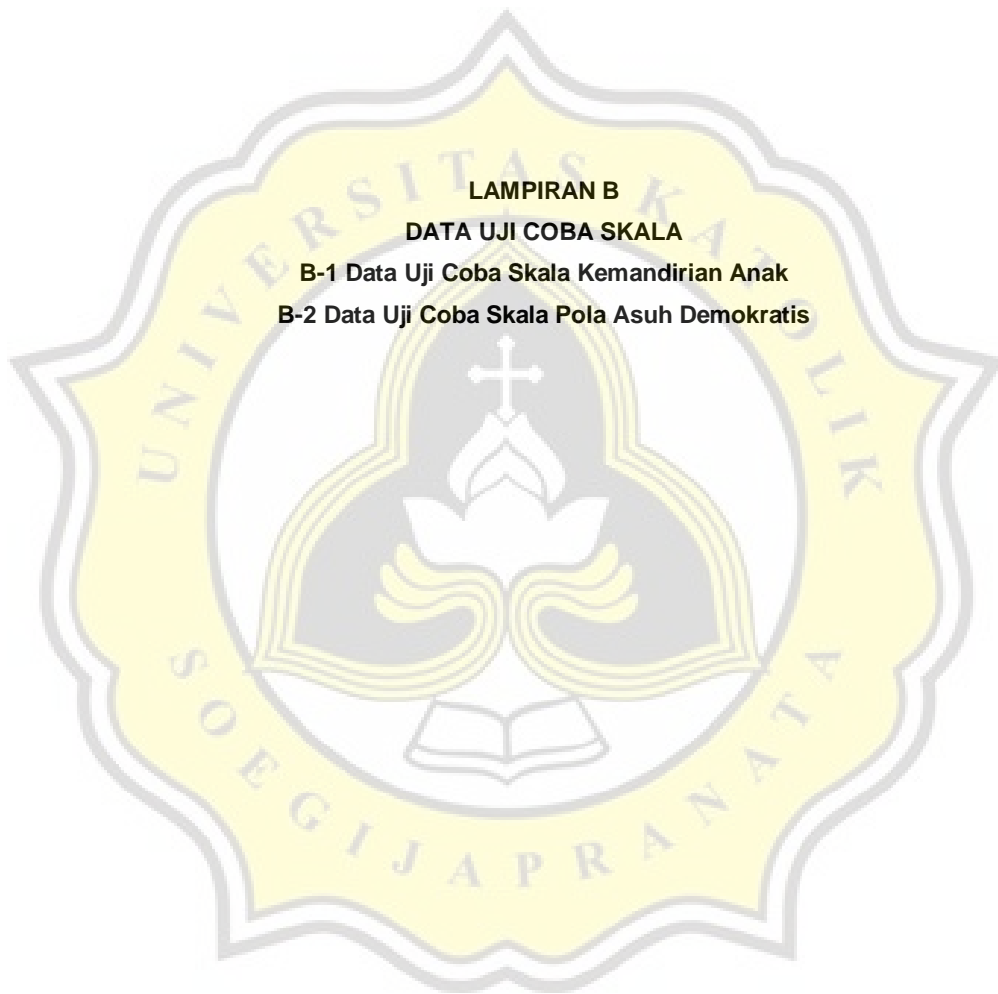 LAMPIRAN B
DATA UJI COBA SKALA
B-1 Data Uji Coba Skala Kemandirian Anak
B-2 Data Uji Coba Skala Pola Asuh Demokratis
UNIVERSITAS KATOLIK
SOEGIJAPRANATA